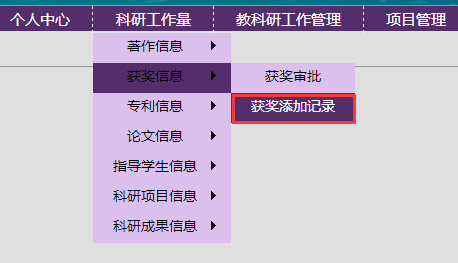 个人中心 科研工作量 教科研工作管理 项目管理
著作信息
获奖信息 获奖审批
专利信息 获奖添加记录
论文信息
指导学生信息
科研项目信息
科研成果信息